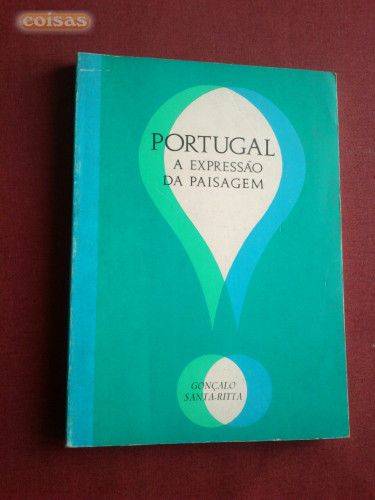 coisas
PORTUGAL
A EXPRESSÃO
DA PAISAGEM
GONÇALO
SANTA-RITTA